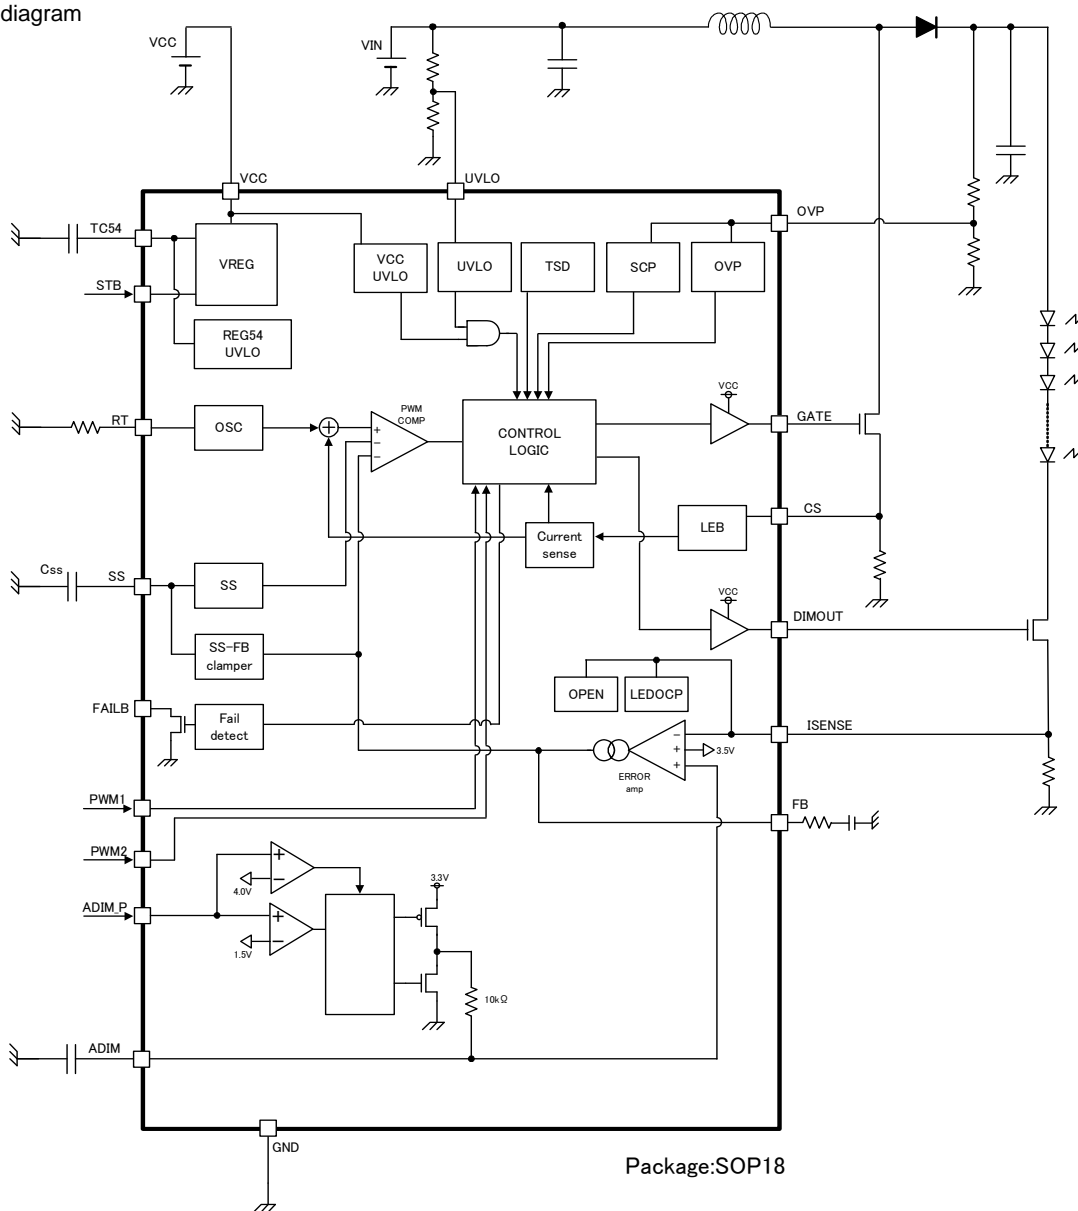 diagram
VCC
VIN
VCC
UVLO
TC54
STB
VREG
REG54
UVLO
VCC
UVLO
UVLO
TSD
SCP
OVP
OVP
RT
OSC
PWM
COMP
+
−
−
CONTROL
LOGIC
VCC
GATE
CS
LEB
Current
sense
Css
SS
SS
SS-FB
clamper
VCC
DIMOUT
OPEN
LEDOCP
FAILB
Fail
detect
ISENSE
−
+
+
3.5V
ERROR
amp
FB
PWM1
PWM2
ADIM_P
+
−
4.0V
+
−
1.5V
3.3V
10kΩ
ADIM
GND
Package:SOP18